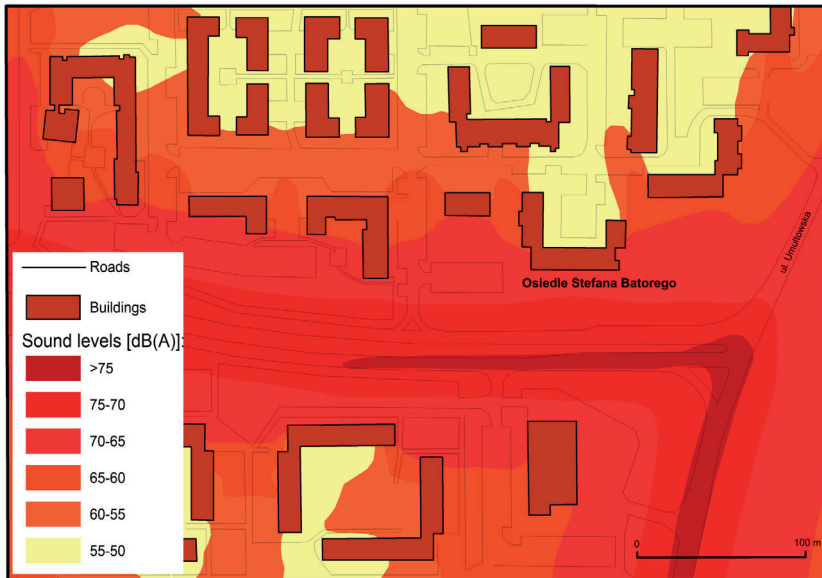 ul. Umultowska
Osiedle Stefana Batorego
Roads
Buildings
Sound levels [dB(A)]:
>75
75-70
70-65
65-60
60-55
55-50
0 100 m